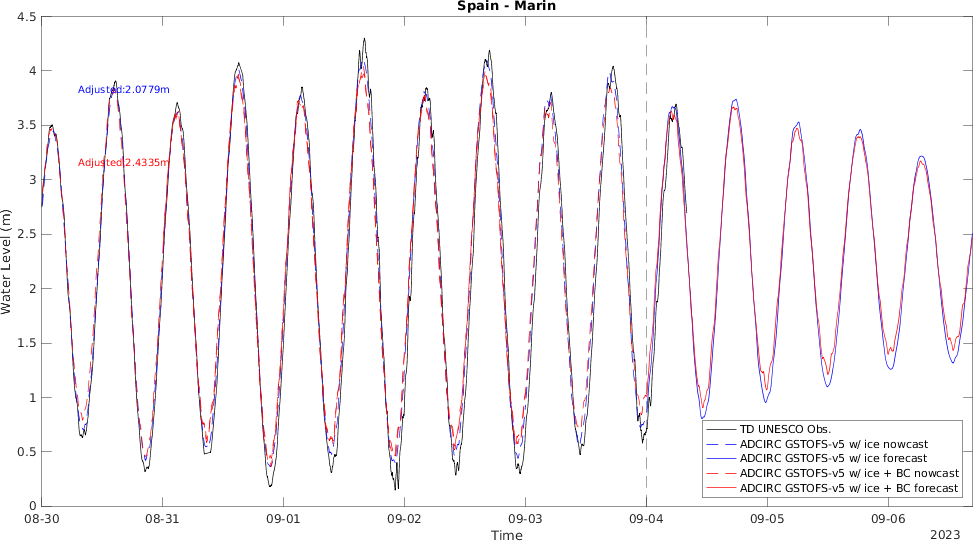 Spain - Marin
4.5
4
3.5
3
2.5
2
1.5
1
0.5
0
Water Level (m)
Adjusted:2.0779m
Adjusted:2.4335m
TD UNESCO Obs.
ADCIRC GSTOFS-v5 w/ ice nowcast
ADCIRC GSTOFS-v5 w/ ice forecast
ADCIRC GSTOFS-v5 w/ ice + BC nowcast
ADCIRC GSTOFS-v5 w/ ice + BC forecast
08-30 08-31 09-01 09-02 09-03 09-04 09-05 09-06
Time
2023